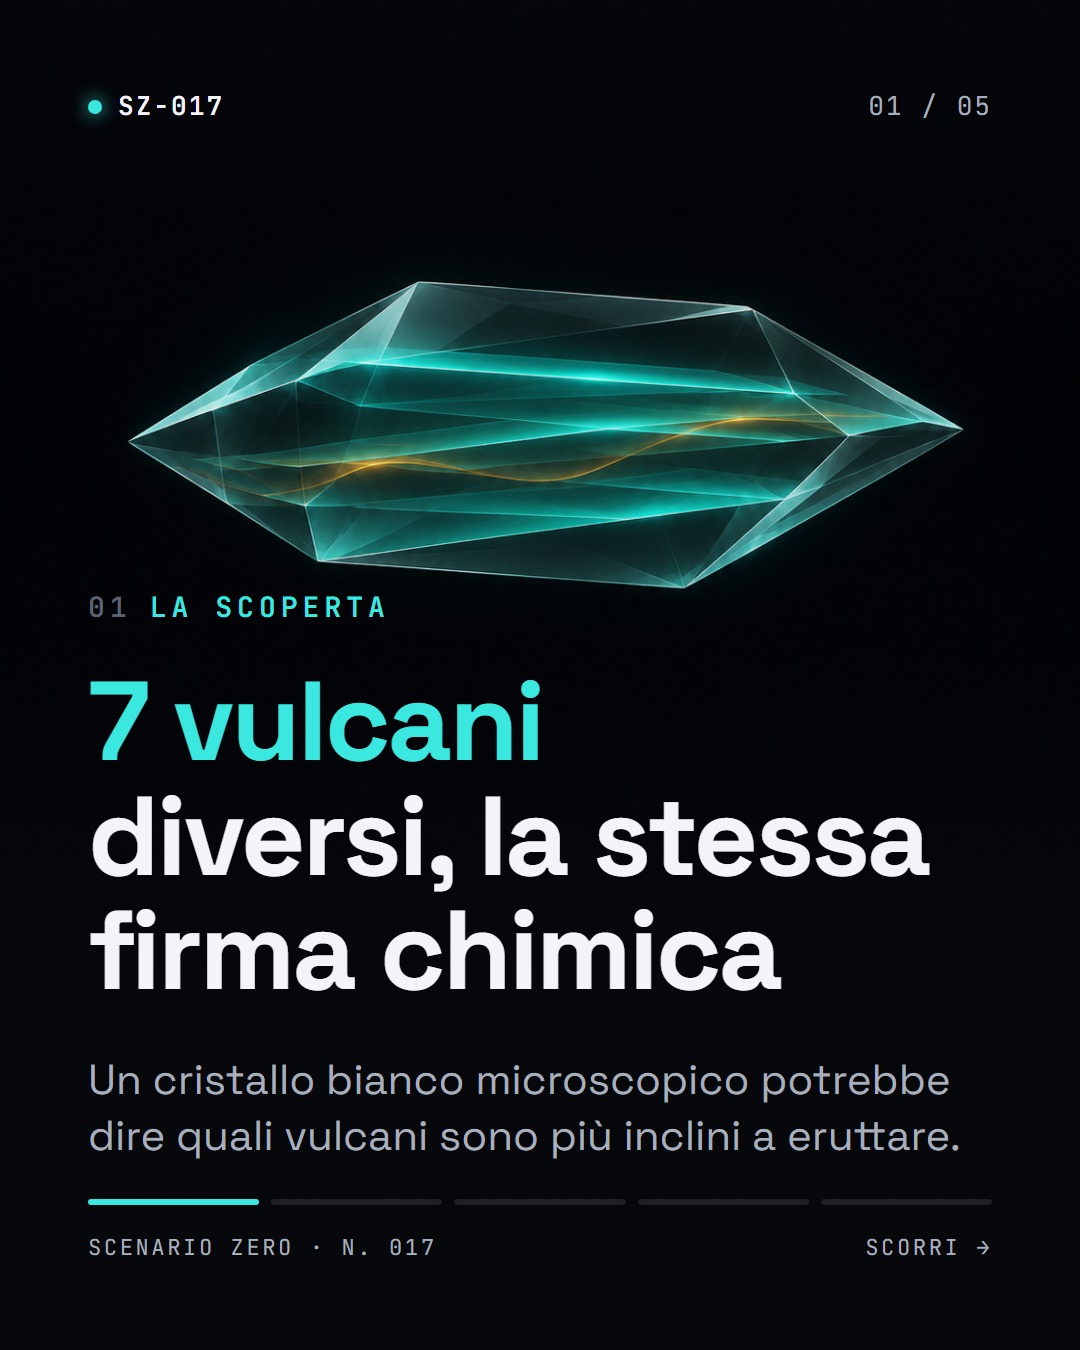 SZ-017
01 / 05
01 LA SCOPERTA
7 vulcani
diversi, la stessa
firma chimica
Un cristallo bianco microscopico potrebbe
dire quali vulcani sono più inclini a eruttare.
SCENARIO ZERO · N. 017
SCORRI →